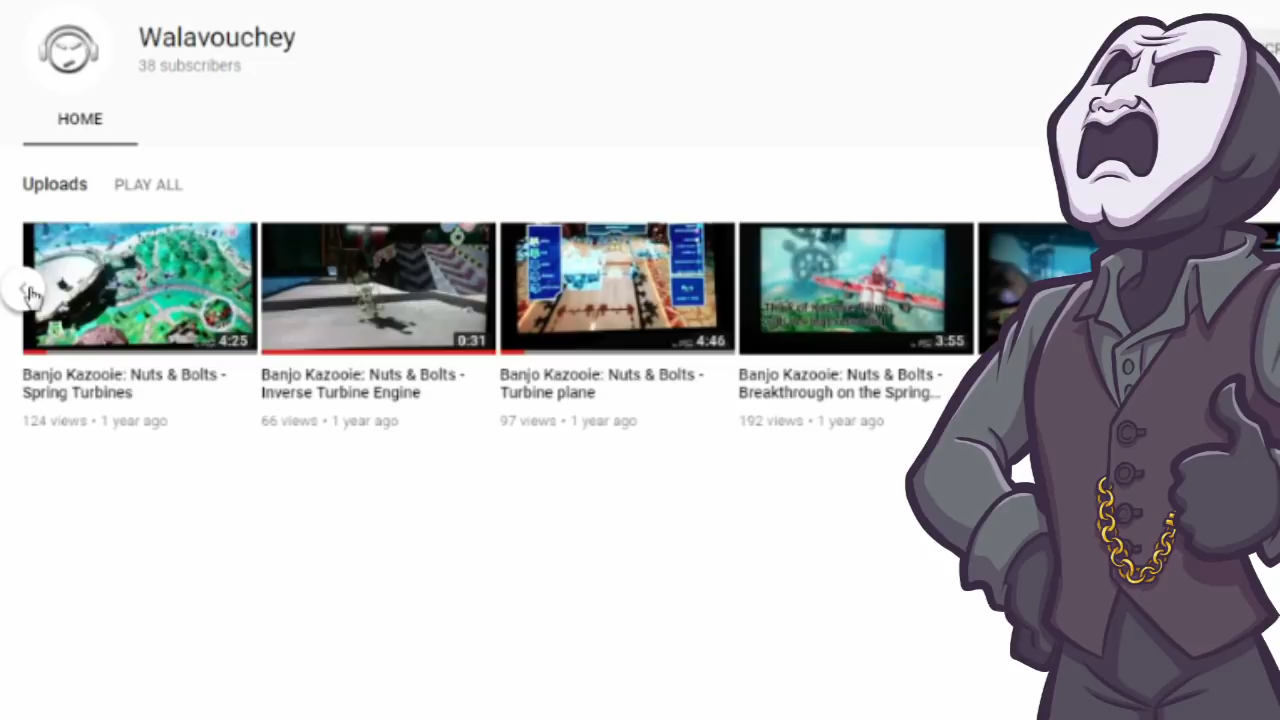 Walavouchey
38 subscribers
HOME
Uploads PLAY ALL
4:25
0:31
4:46
3:55
Banjo Kazooie: Nuts & Bolts -
Spring Turbines
124 views • 1 year ago
Banjo Kazooie: Nuts & Bolts -
Inverse Turbine Engine
66 views • 1 year ago
Banjo Kazooie: Nuts & Bolts -
Turbine plane
97 views • 1 year ago
Banjo Kazooie: Nuts & Bolts -
Breakthrough on the Spring...
192 views • 1 year ago